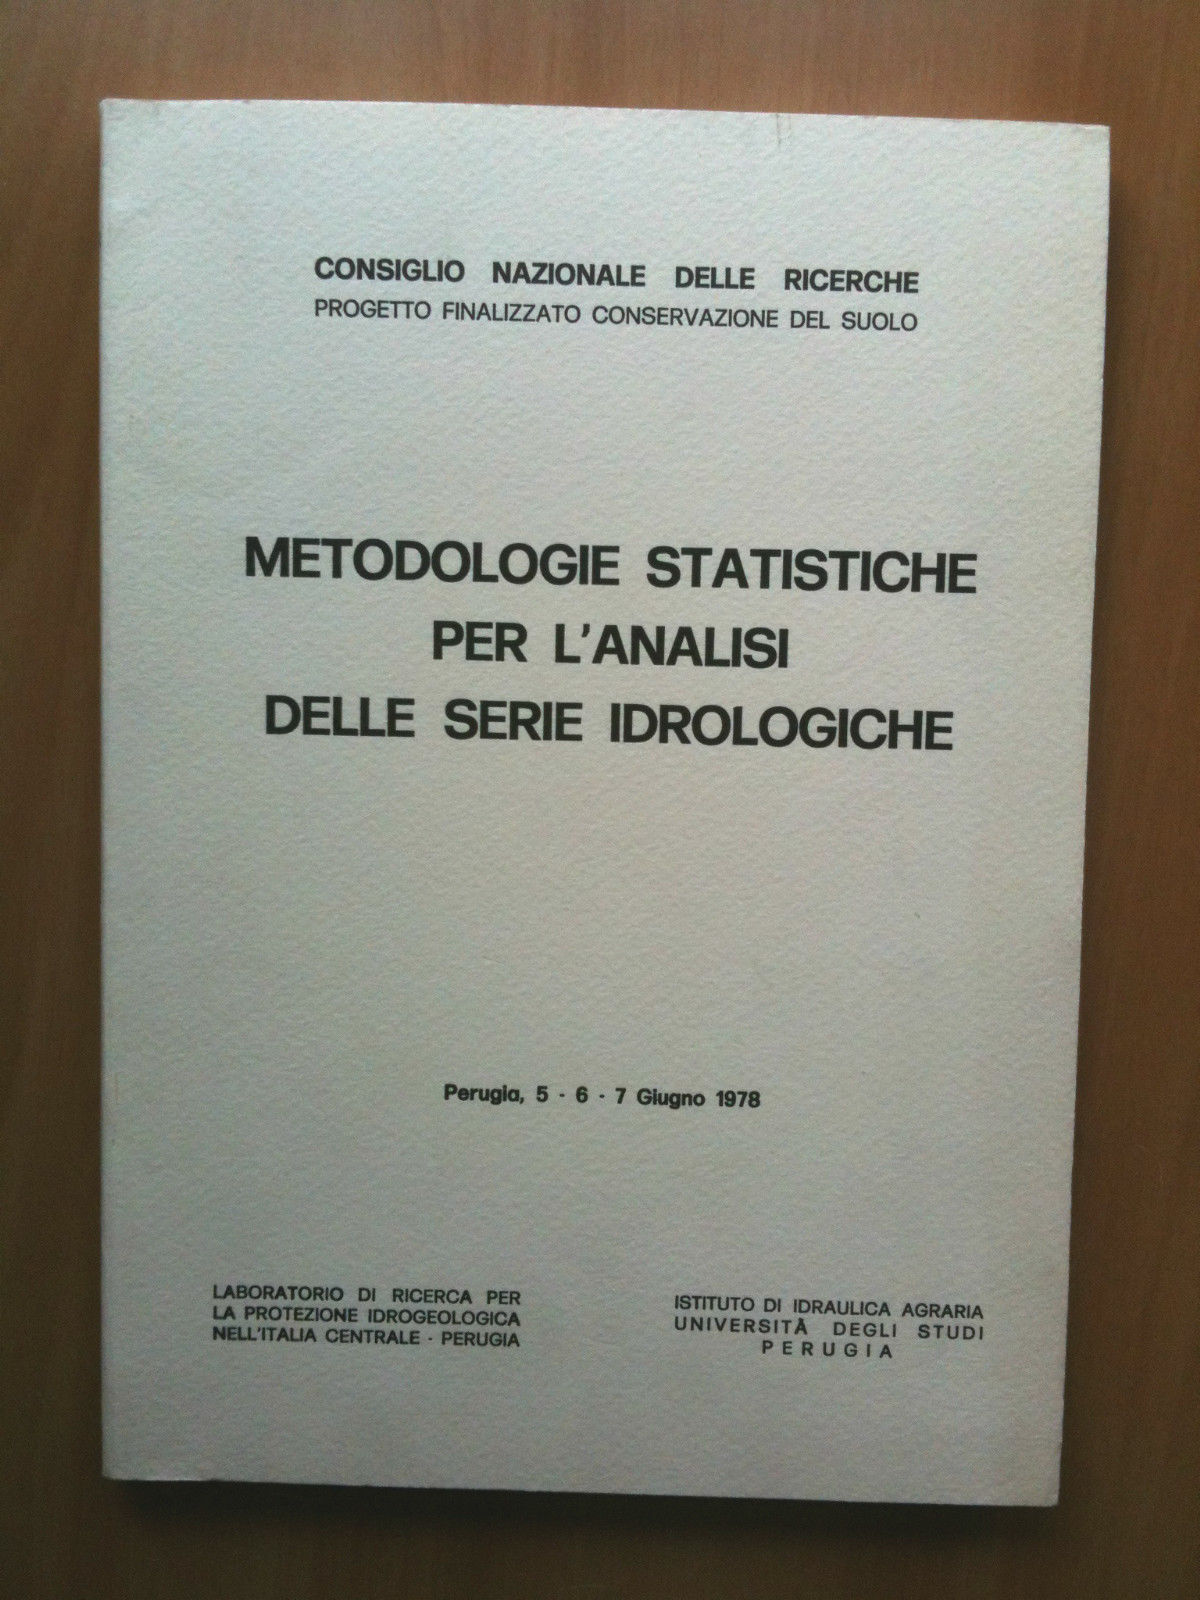 CONSIGLIO NAZIONALE DELLE RICERCHE
PROGETTO FINALIZZATO CONSERVAZIONE DEL SUOLO
METODOLOGIE STATISTICHE
PER L'ANALISI
DELLE SERIE IDROLOGICHE
Perugia, 5 - 6 - 7 Giugno 1978
LABORATORIO DI RICERCA PER
LA PROTEZIONE IDROGEOLOGICA
NELL'ITALIA CENTRALE - PERUGIA
ISTITUTO DI IDRAULICA AGRARIA
UNIVERSITÀ DEGLI STUDI
PERUGIA